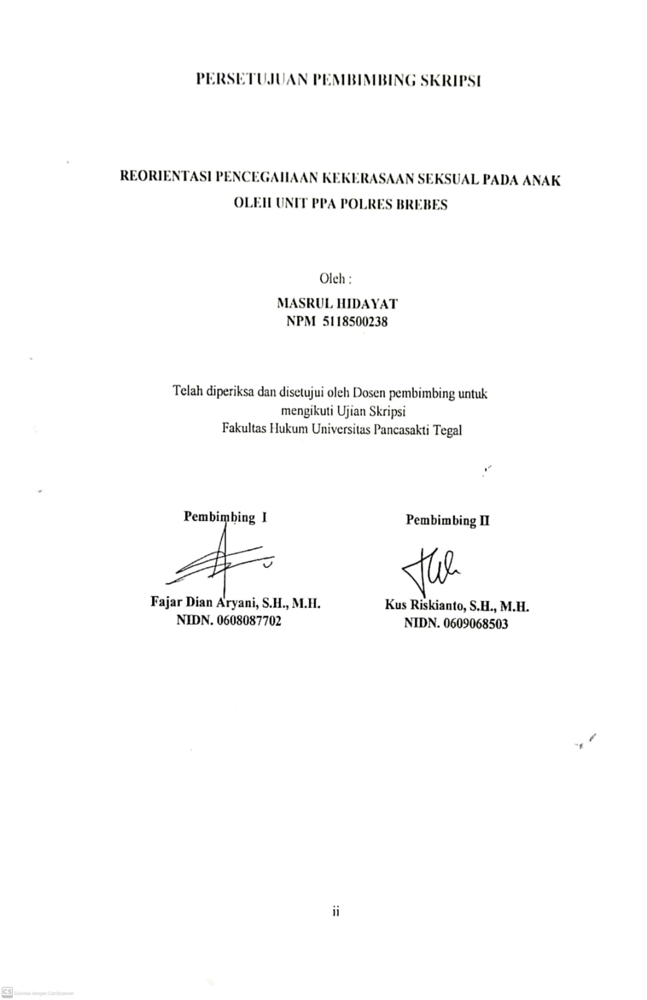 PERSETUJUAN PEMBIMBING SKRIPSI
REORIENTASI PENCEGAHAAN KEKERASAAN SEKSUAL PADA ANAK
OLEH UNIT PPA POLRES BREBES
Oleh :
MASRUL HIDAYAT
NPM 5118500238
Telah diperiksa dan disetujui oleh Dosen pembimbing untuk
mengikuti Ujian Skripsi
Fakultas Hukum Universitas Pancasakti Tegal
Pembimbing I
Pembimbing II
Fajar Dian Aryani, S.H., M.H.
NIDN. 0608087702
Kus Riskianto, S.H., M.H.
NIDN. 0609068503
ii
CS Dipindai dengan CamScanner